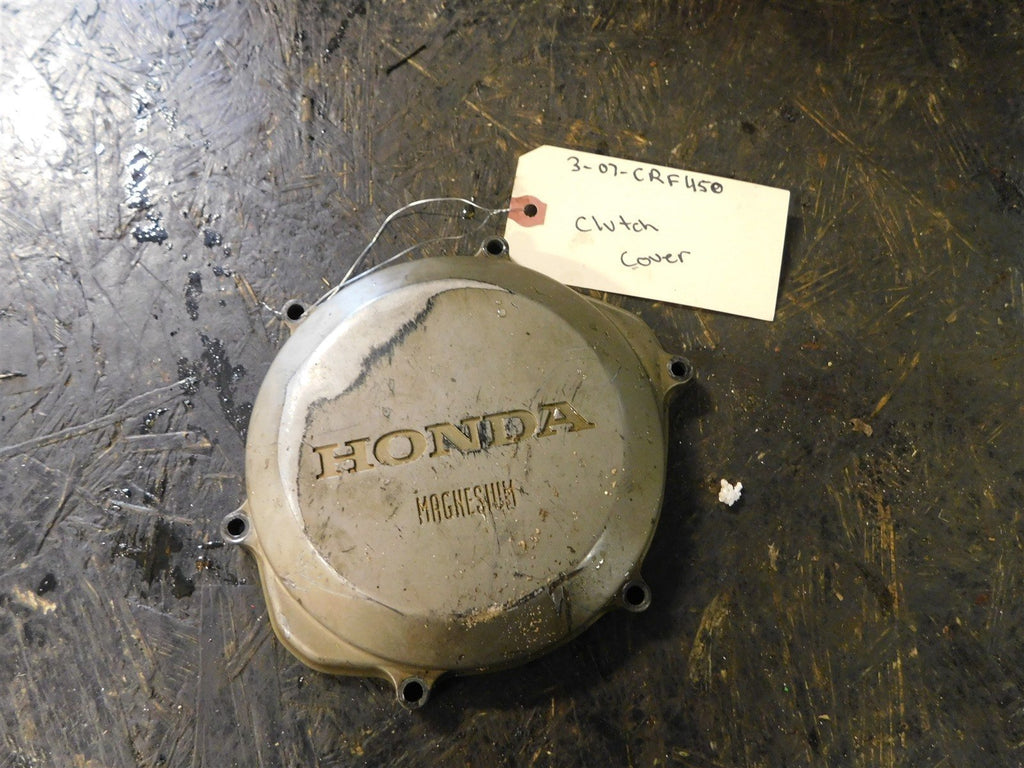 3-07-CRF450
Clutch
Cover
HONDA
MAGNESIUM